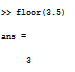 >> floor(3.5)
ans =
3